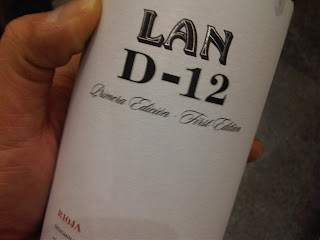 LAN
D-12
Primera Edición - First Edition
RIOJA